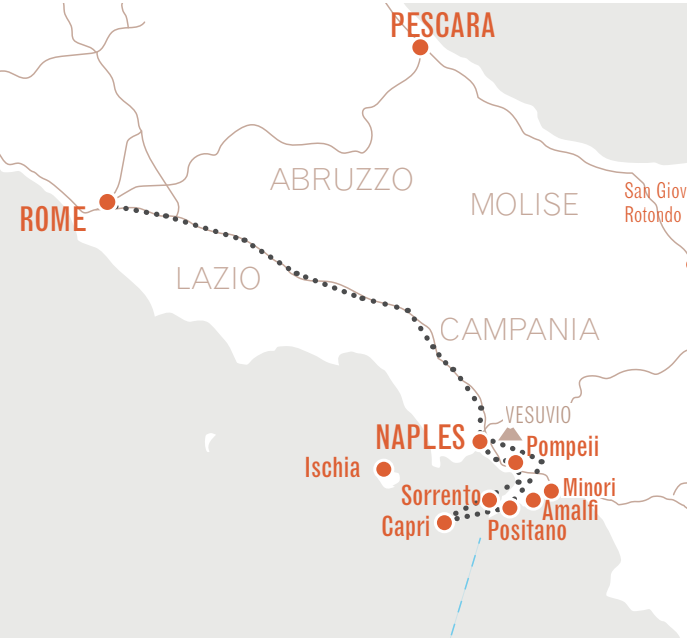 PESCARA
ABRUZZO
San Giov
MOLISE
Rotondo
ROME
LAZIO
CAMPANIA
VESUVIO
NAPLES
Pompeii
Ischia
Minori
Sorrento
Amalfi
Capri
Positano